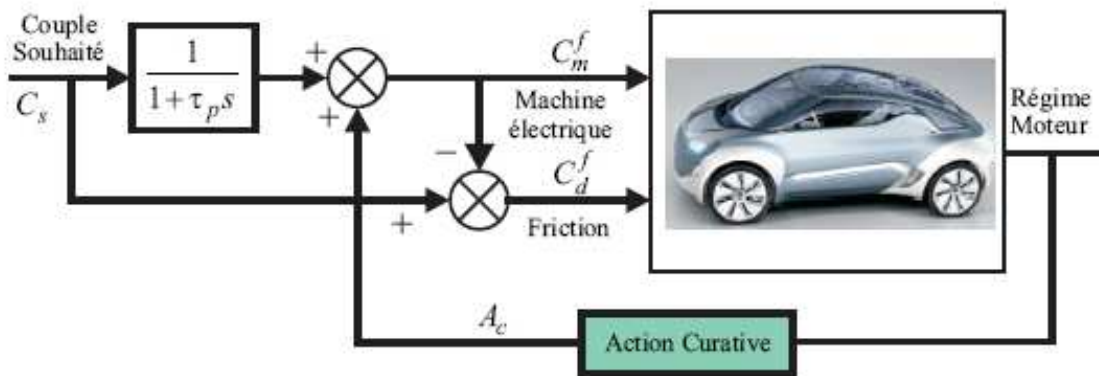 Couple
Souhaité
C_s
1
1 + τ_p s
+
+
C_m^f
Machine
électrique
−
+
C_d^f
Friction
Régime
Moteur
A_c
Action Curative